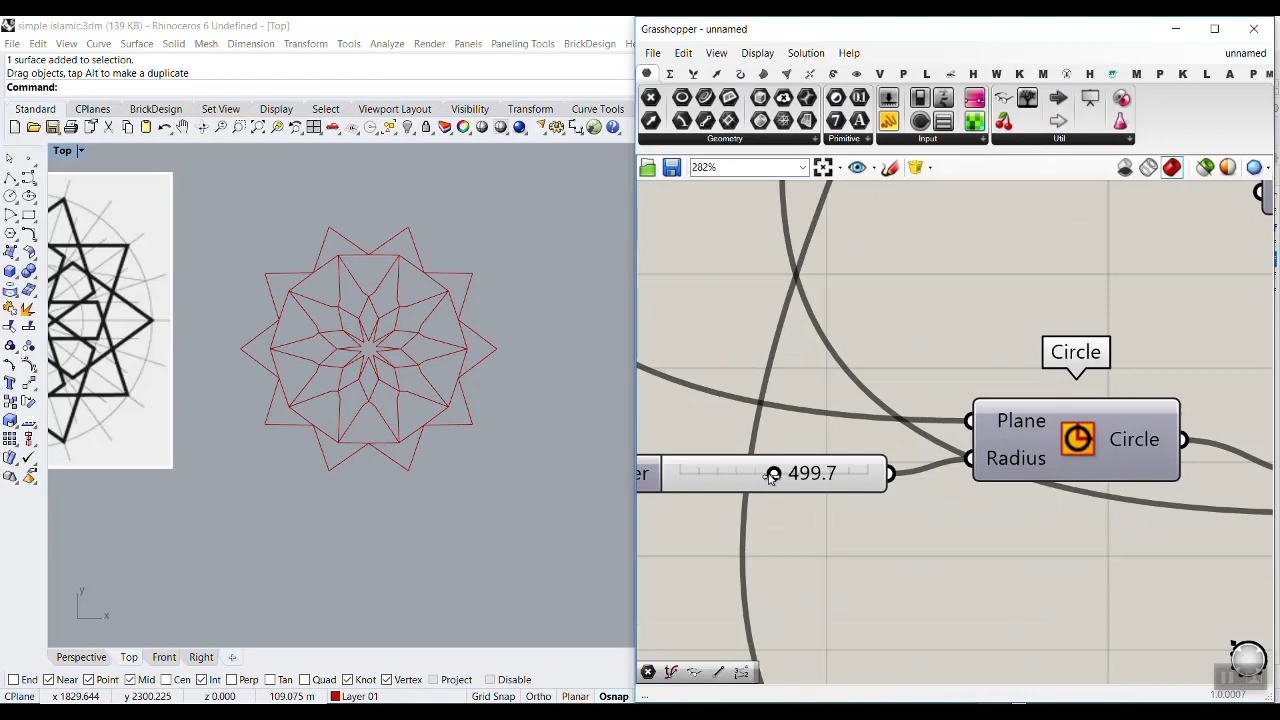 simple islamic.3dm (139 KB) - Rhinoceros 6 Undefined - [Top]
File Edit View Curve Surface Solid Mesh Dimension Transform Tools Analyze Render Panels Paneling Tools BrickDesign
1 surface added to selection.
Drag objects, tap Alt to make a duplicate
Command:
Standard CPlanes BrickDesign Set View Display Select Viewport Layout Visibility Transform Curve Tools
Top
y
x
Perspective Top Front Right
End Near Point Mid Cen Int Perp Tan Quad Knot Vertex Project Disable
CPlane x 1829.644 y 2300.225 z 0.000 109.075 m Layer 01 Grid Snap Ortho Planar Osnap
Grasshopper - unnamed
File Edit View Display Solution Help unnamed
V P L H W K M H M P K L A P
Geometry Primitive Input Util
282%
Circle
Plane
Circle
Radius
er 499.7
...
1.0.0007